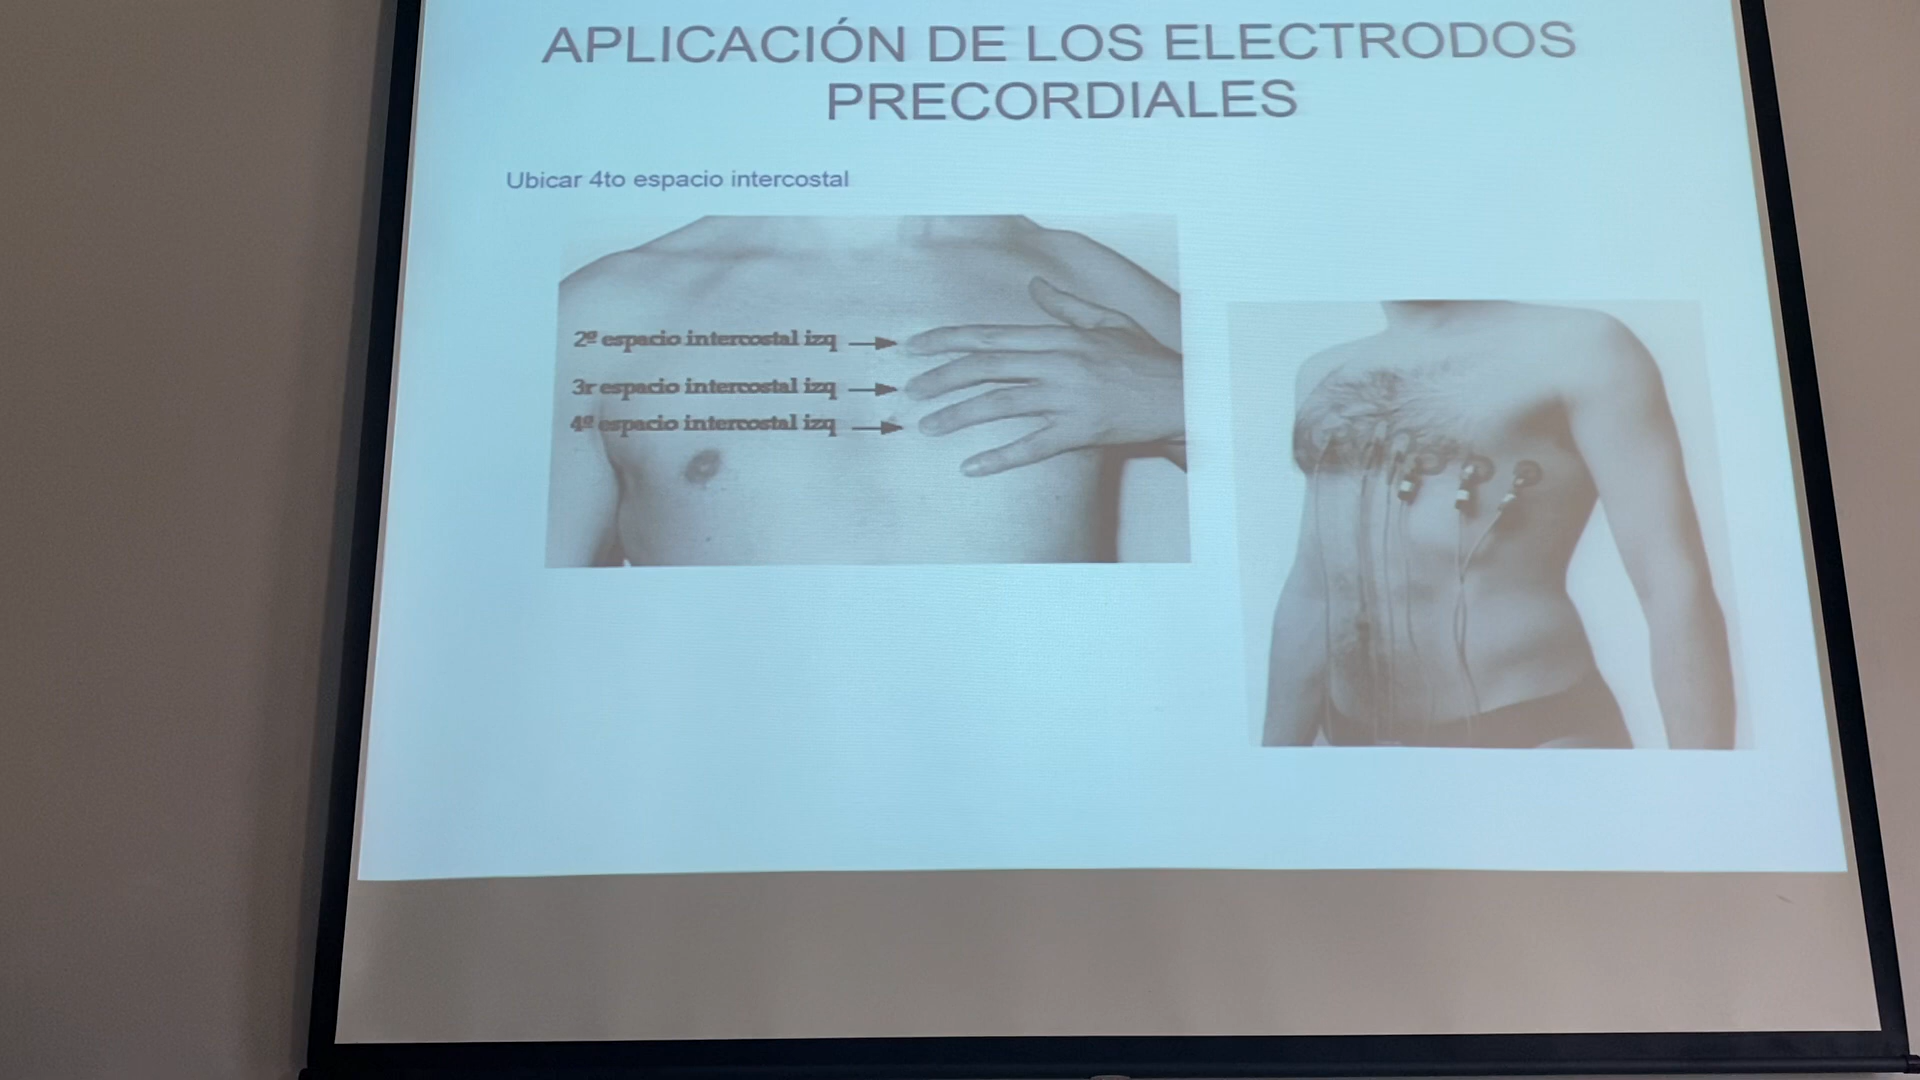 APLICACIÓN DE LOS ELECTRODOS
PRECORDIALES
Ubicar 4to espacio intercostal
2º espacio intercostal izq
3r espacio intercostal izq
4º espacio intercostal izq